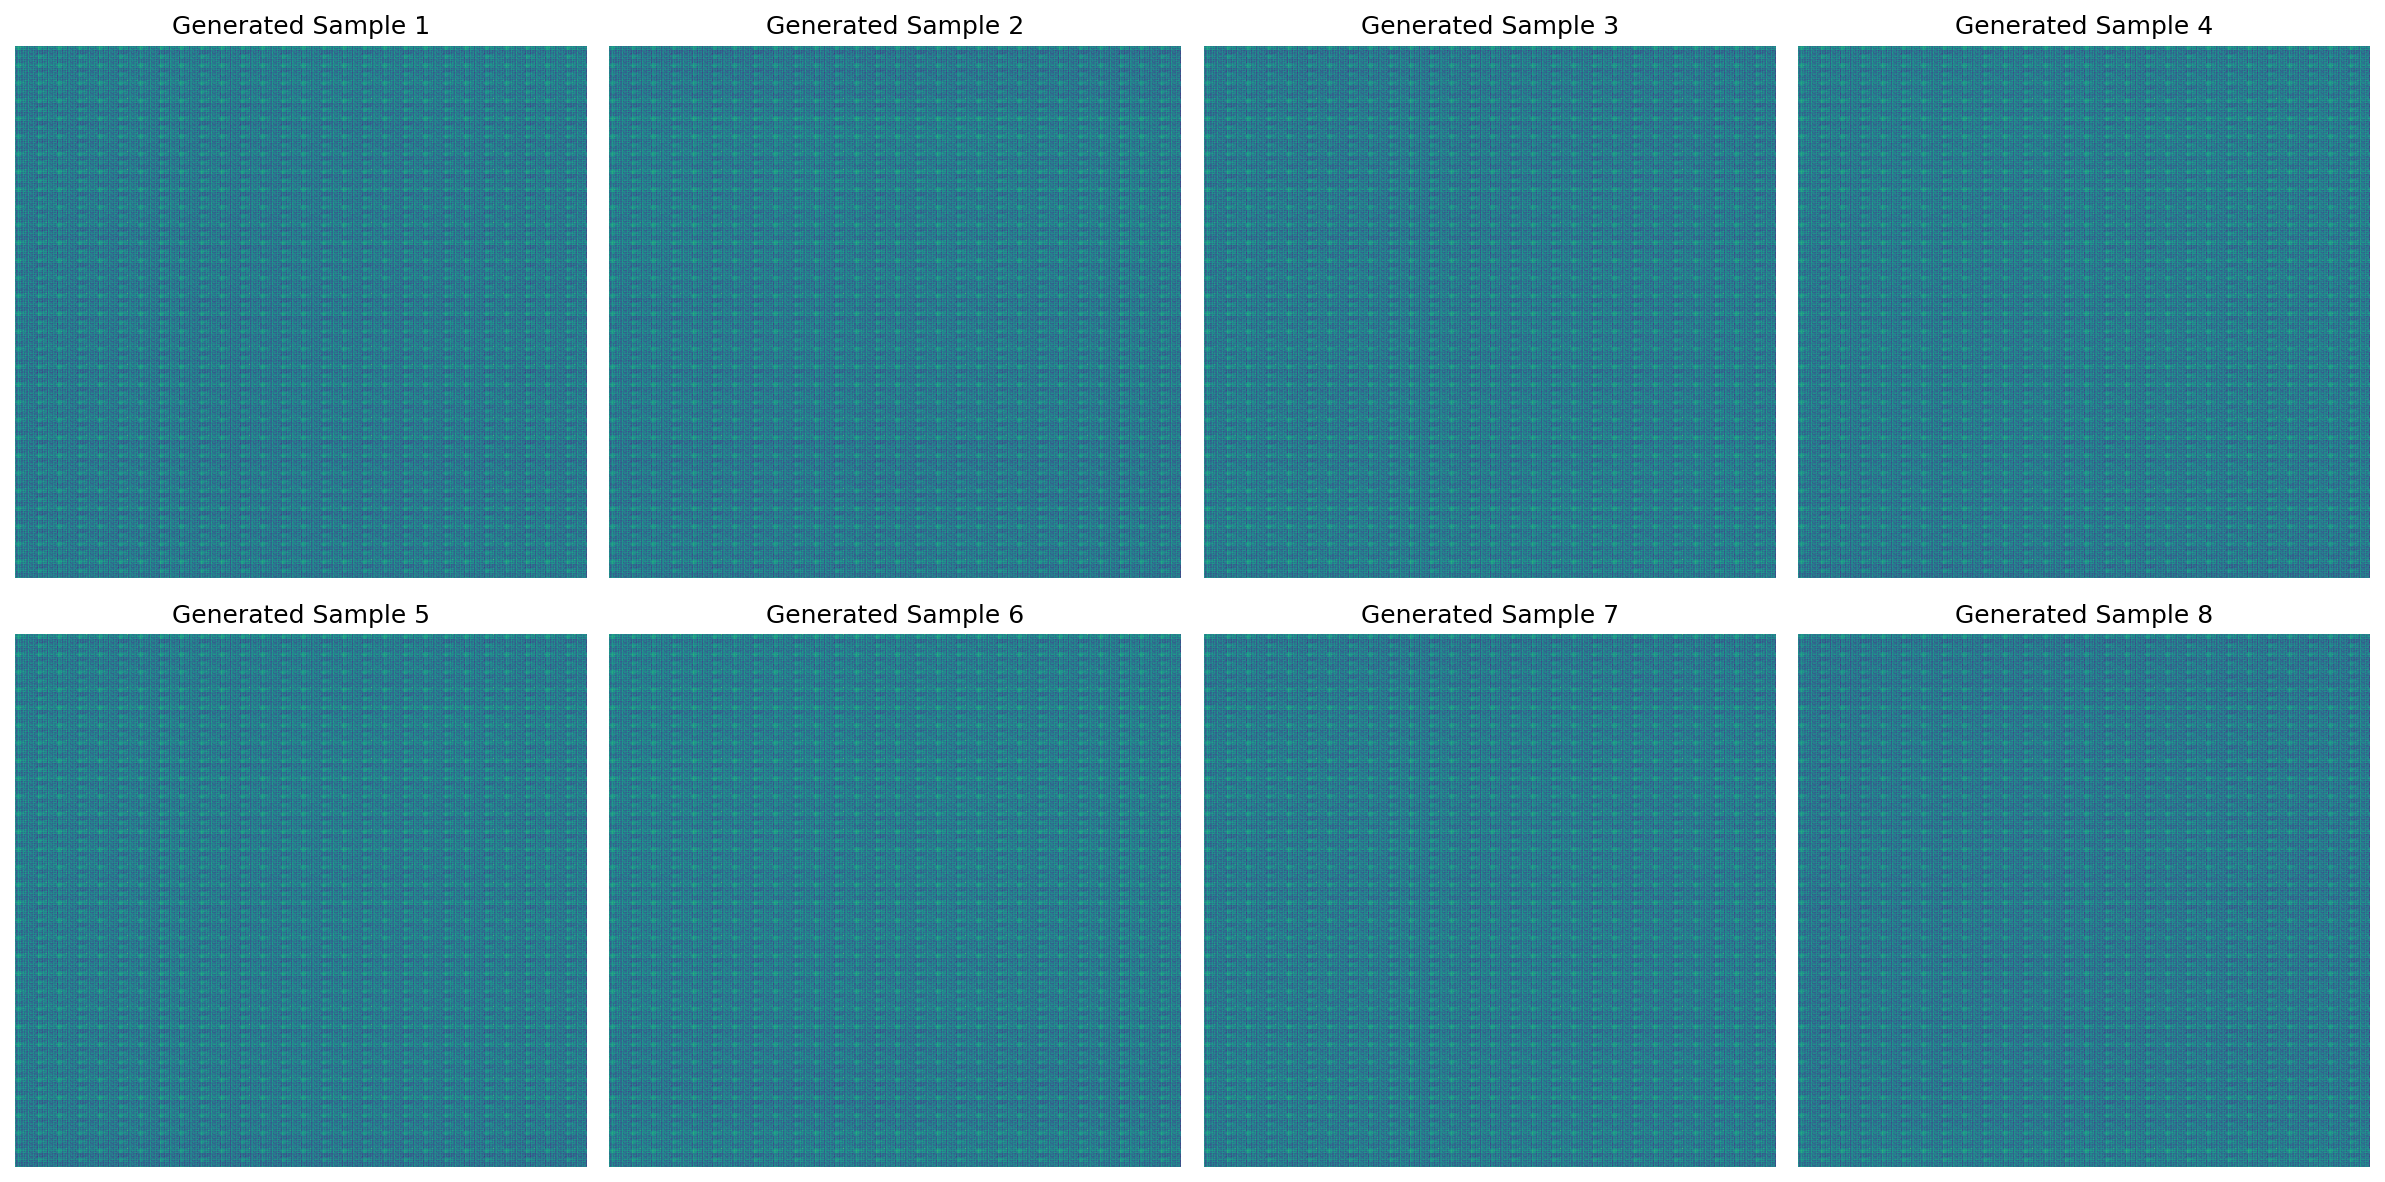 Generated Sample 1
Generated Sample 2
Generated Sample 3
Generated Sample 4
Generated Sample 5
Generated Sample 6
Generated Sample 7
Generated Sample 8